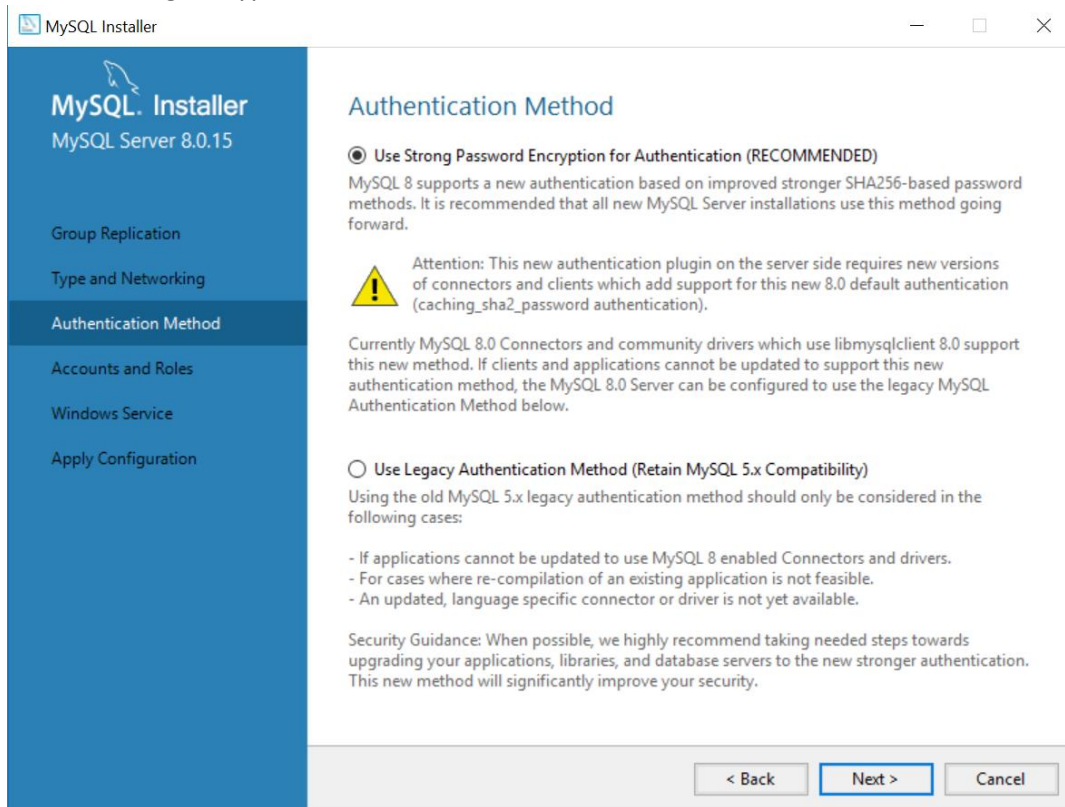 MySQL Installer
MySQL. Installer
MySQL Server 8.0.15
Group Replication
Type and Networking
Authentication Method
Accounts and Roles
Windows Service
Apply Configuration
Authentication Method
Use Strong Password Encryption for Authentication (RECOMMENDED)
MySQL 8 supports a new authentication based on improved stronger SHA256-based password
methods. It is recommended that all new MySQL Server installations use this method going
forward.
Attention: This new authentication plugin on the server side requires new versions
of connectors and clients which add support for this new 8.0 default authentication
(caching_sha2_password authentication).
Currently MySQL 8.0 Connectors and community drivers which use libmysqlclient 8.0 support
this new method. If clients and applications cannot be updated to support this new
authentication method, the MySQL 8.0 Server can be configured to use the legacy MySQL
Authentication Method below.
Use Legacy Authentication Method (Retain MySQL 5.x Compatibility)
Using the old MySQL 5.x legacy authentication method should only be considered in the
following cases:
- If applications cannot be updated to use MySQL 8 enabled Connectors and drivers.
- For cases where re-compilation of an existing application is not feasible.
- An updated, language specific connector or driver is not yet available.
Security Guidance: When possible, we highly recommend taking needed steps towards
upgrading your applications, libraries, and database servers to the new stronger authentication.
This new method will significantly improve your security.
< Back
Next >
Cancel